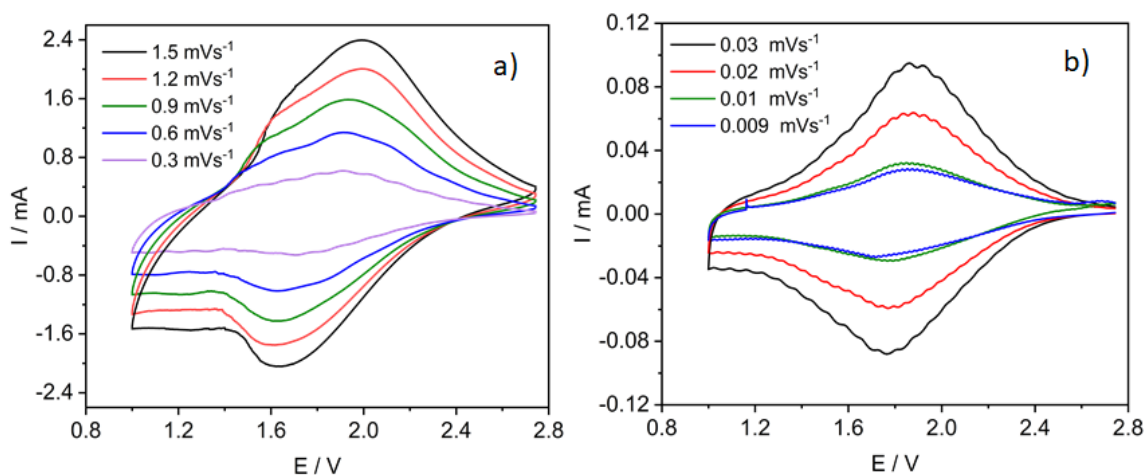 a)
1.5 mVs⁻¹
1.2 mVs⁻¹
0.9 mVs⁻¹
0.6 mVs⁻¹
0.3 mVs⁻¹
2.4
1.6
0.8
0.0
-0.8
-1.6
-2.4
I / mA
0.8 1.2 1.6 2.0 2.4 2.8
E / V
b)
0.03 mVs⁻¹
0.02 mVs⁻¹
0.01 mVs⁻¹
0.009 mVs⁻¹
0.12
0.08
0.04
0.00
-0.04
-0.08
-0.12
I / mA
0.8 1.2 1.6 2.0 2.4 2.8
E / V